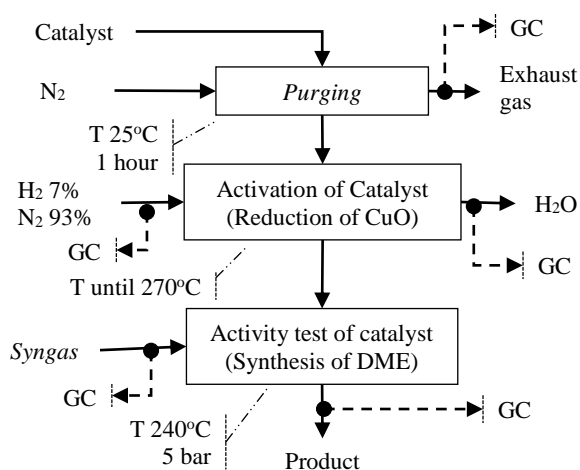 Catalyst
GC
N2
Purging
Exhaust
gas
T 25°C
1 hour
H2 7%
N2 93%
Activation of Catalyst
(Reduction of CuO)
H2O
GC
GC
T until 270°C
Syngas
Activity test of catalyst
(Synthesis of DME)
GC
GC
T 240°C
5 bar
Product